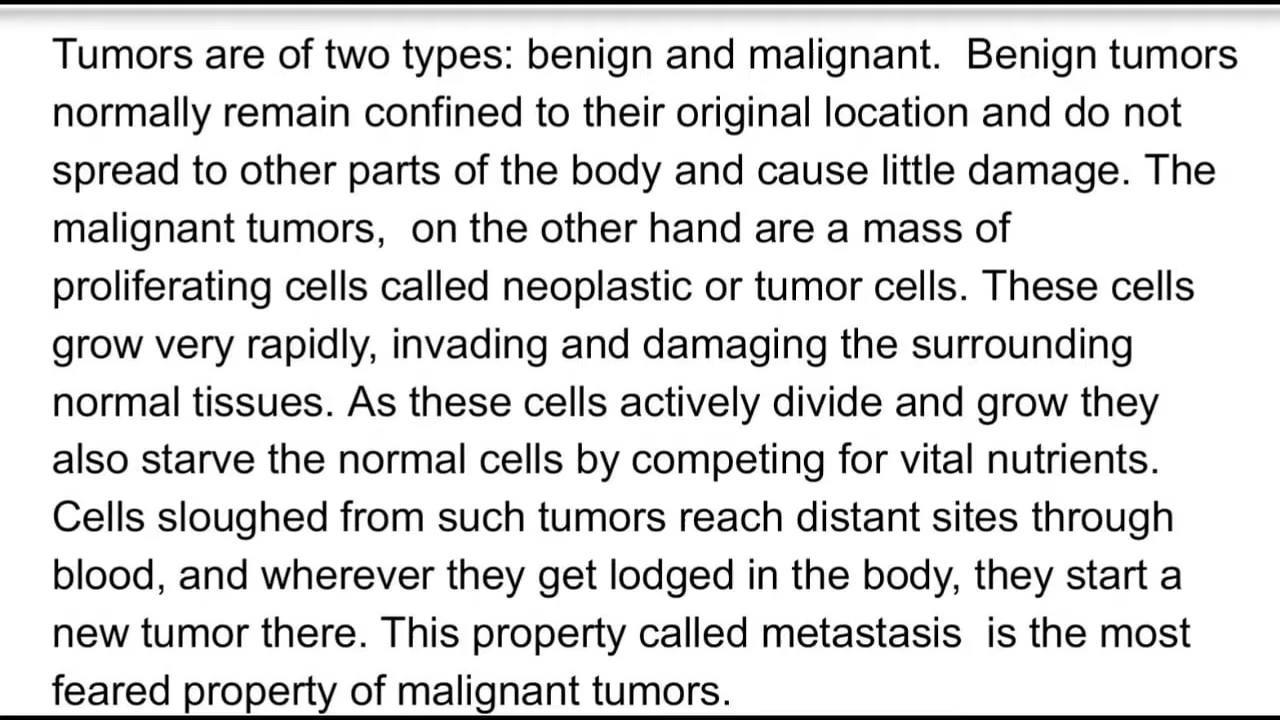 Tumors are of two types: benign and malignant.  Benign tumors
normally remain confined to their original location and do not
spread to other parts of the body and cause little damage. The
malignant tumors,  on the other hand are a mass of
proliferating cells called neoplastic or tumor cells. These cells
grow very rapidly, invading and damaging the surrounding
normal tissues. As these cells actively divide and grow they
also starve the normal cells by competing for vital nutrients.
Cells sloughed from such tumors reach distant sites through
blood, and wherever they get lodged in the body, they start a
new tumor there. This property called metastasis  is the most
feared property of malignant tumors.